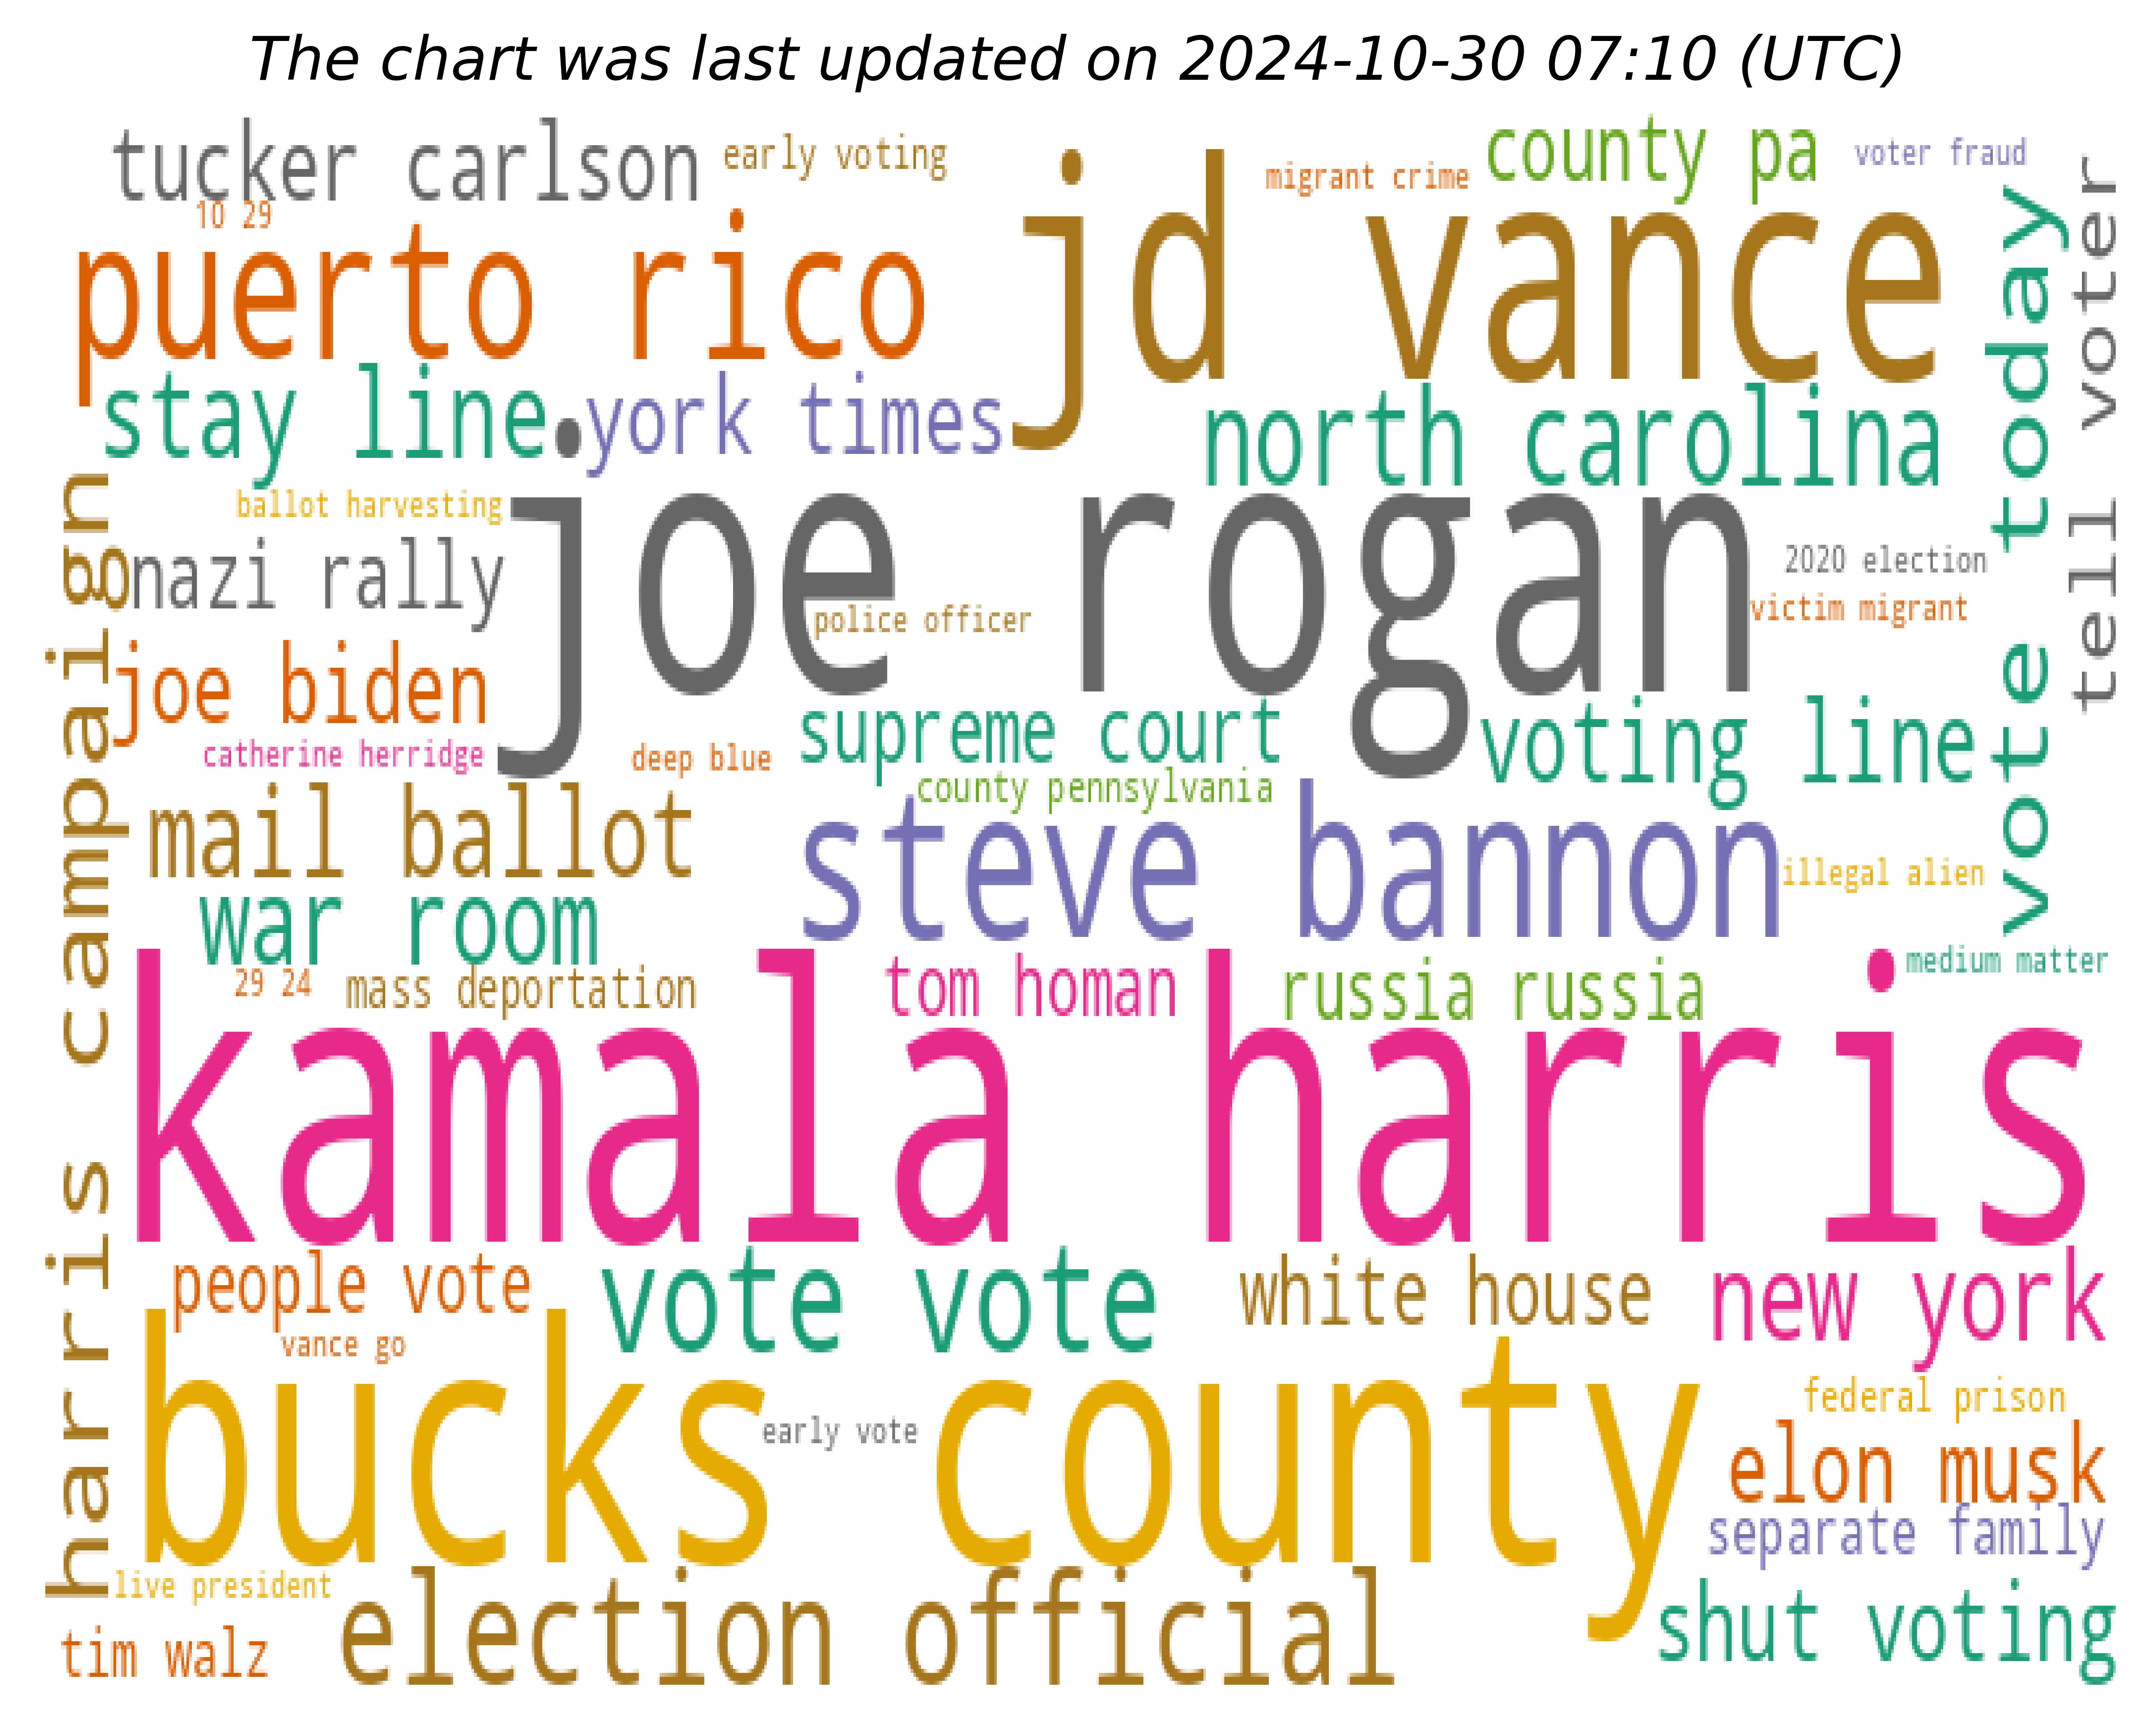 The chart was last updated on 2024-10-30 07:10 (UTC)
tucker carlson
early voting
migrant crime
county pa
voter fraud
10 29
puerto rico
jd vance
vote today
tell voter
stay line
york times
north carolina
ballot harvesting
joe rogan
nazi rally
2020 election
police officer
victim migrant
joe biden
catherine herridge
deep blue
supreme court
voting line
county pennsylvania
harris campaign
mail ballot
steve bannon
illegal alien
war room
29 24
mass deportation
tom homan
russia russia
medium matter
kamala harris
people vote
vote vote
white house
new york
vance go
bucks county
early vote
federal prison
elon musk
separate family
live president
election official
shut voting
tim walz